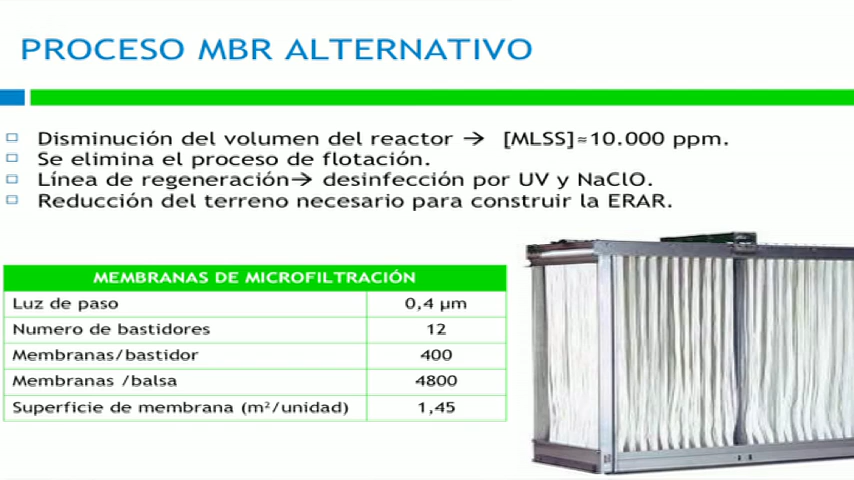 PROCESO MBR ALTERNATIVO
Disminución del volumen del reactor → [MLSS]≈10.000 ppm.
Se elimina el proceso de flotación.
Línea de regeneración→ desinfección por UV y NaClO.
Reducción del terreno necesario para construir la ERAR.
MEMBRANAS DE MICROFILTRACIÓN
Luz de paso 0,4 µm
Numero de bastidores 12
Membranas/bastidor 400
Membranas /balsa 4800
Superficie de membrana (m²/unidad) 1,45